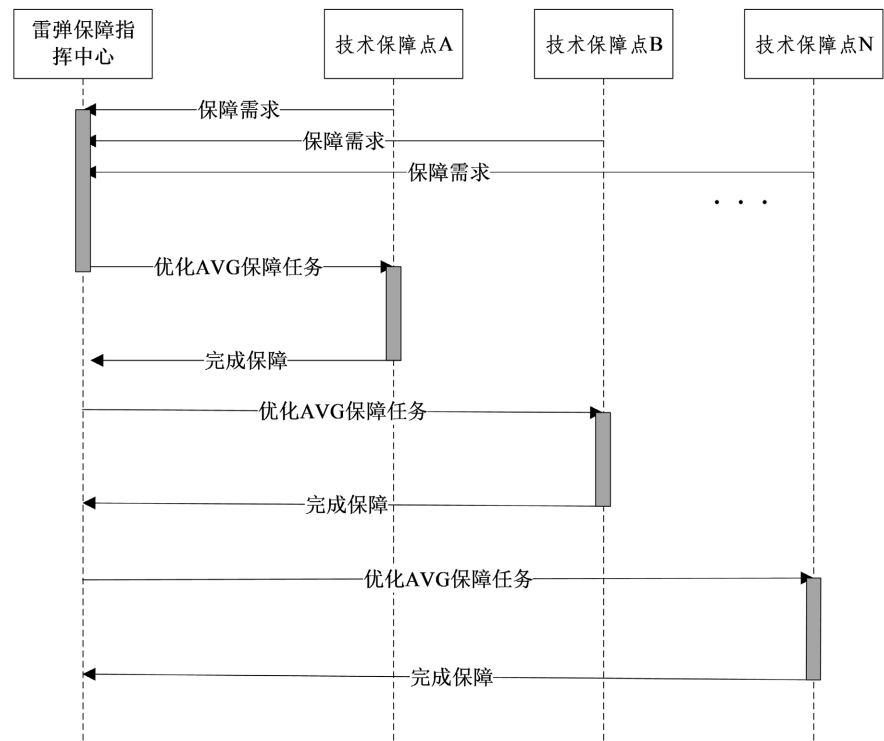 雷弹保障指
挥中心
技术保障点A
技术保障点B
技术保障点N
保障需求
保障需求
保障需求
. . .
优化AVG保障任务
完成保障
优化AVG保障任务
完成保障
优化AVG保障任务
完成保障